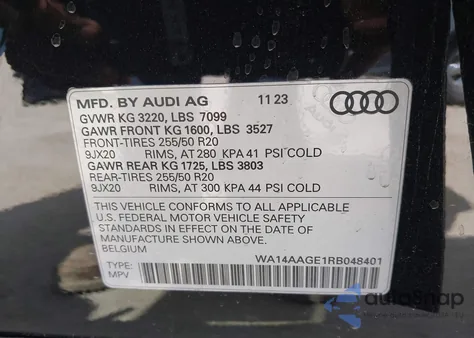 MFD. BY AUDI AG 11 23
GVWR KG 3220, LBS 7099
GAWR FRONT KG 1600, LBS 3527
FRONT-TIRES 255/50 R20
9JX20 RIMS, AT 280 KPA 41 PSI COLD
GAWR REAR KG 1725, LBS 3803
REAR-TIRES 255/50 R20
9JX20 RIMS, AT 300 KPA 44 PSI COLD
THIS VEHICLE CONFORMS TO ALL APPLICABLE
U.S. FEDERAL MOTOR VEHICLE SAFETY
STANDARDS IN EFFECT ON THE DATE OF
MANUFACTURE SHOWN ABOVE.
BELGIUM
WA14AAGE1RB048401
TYPE:
MPV
autoSnap